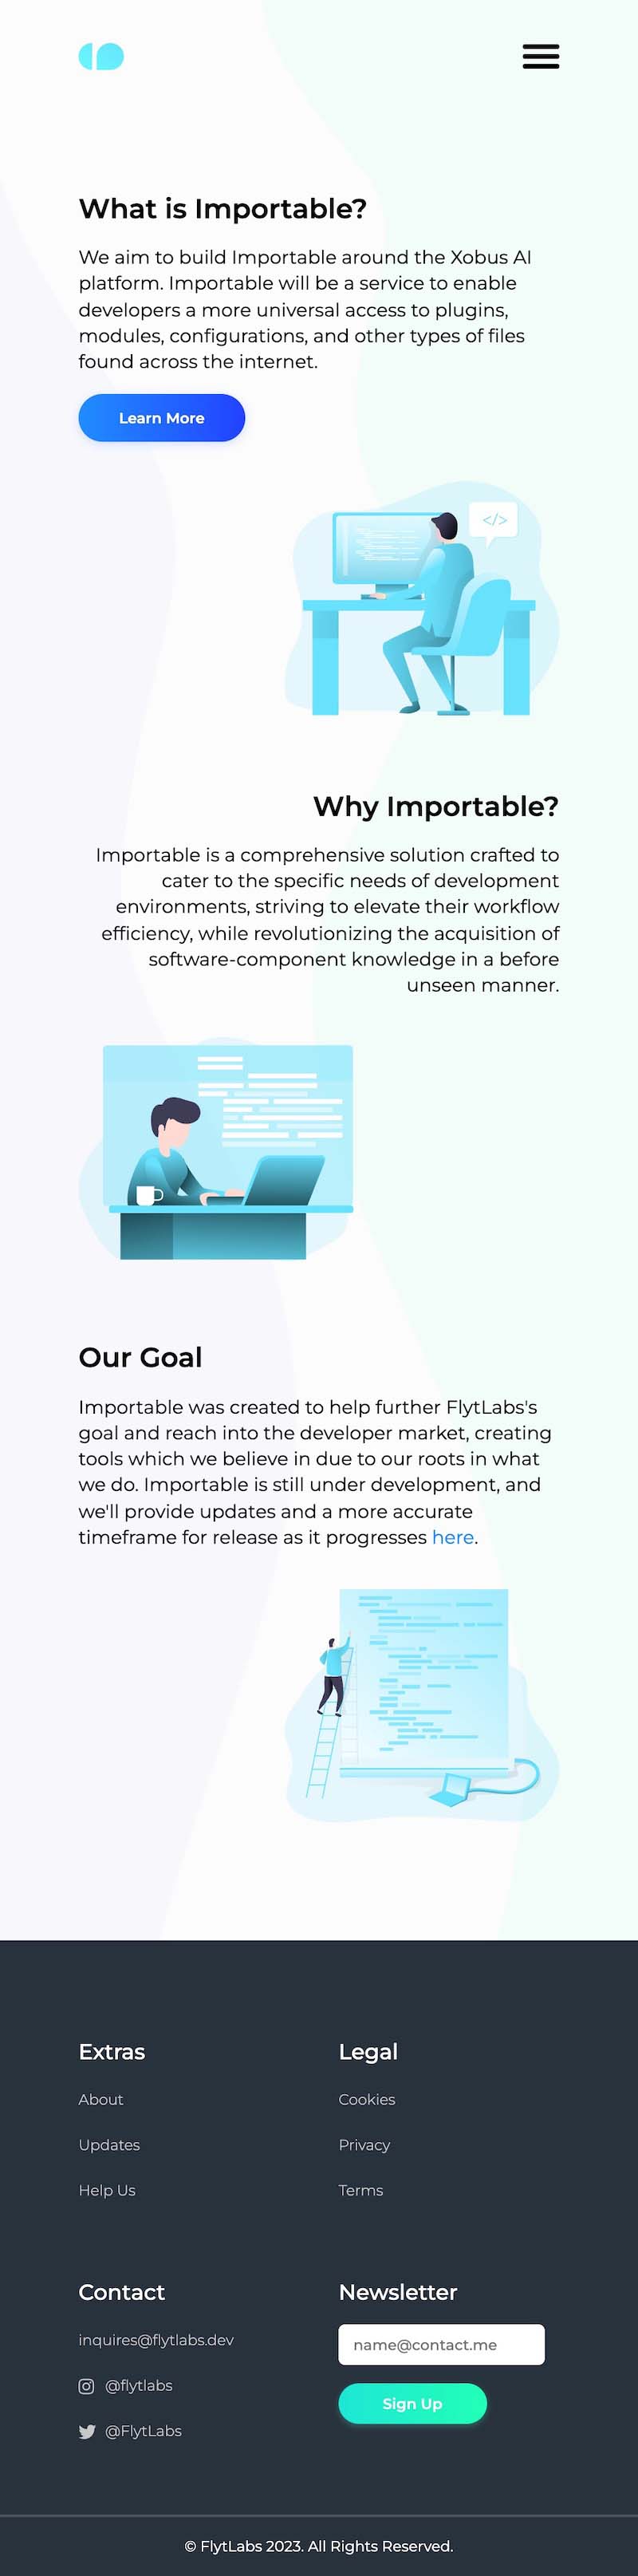 What is Importable?
We aim to build Importable around the Xobus AI
platform. Importable will be a service to enable
developers a more universal access to plugins,
modules, configurations, and other types of files
found across the internet.
Learn More
</>
Why Importable?
Importable is a comprehensive solution crafted to
cater to the specific needs of development
environments, striving to elevate their workflow
efficiency, while revolutionizing the acquisition of
software-component knowledge in a before
unseen manner.
Our Goal
Importable was created to help further FlytLabs's
goal and reach into the developer market, creating
tools which we believe in due to our roots in what
we do. Importable is still under development, and
we'll provide updates and a more accurate
timeframe for release as it progresses here.
Extras
About
Updates
Help Us
Legal
Cookies
Privacy
Terms
Contact
inquires@flytlabs.dev
@flytlabs
@FlytLabs
Newsletter
name@contact.me
Sign Up
© FlytLabs 2023. All Rights Reserved.